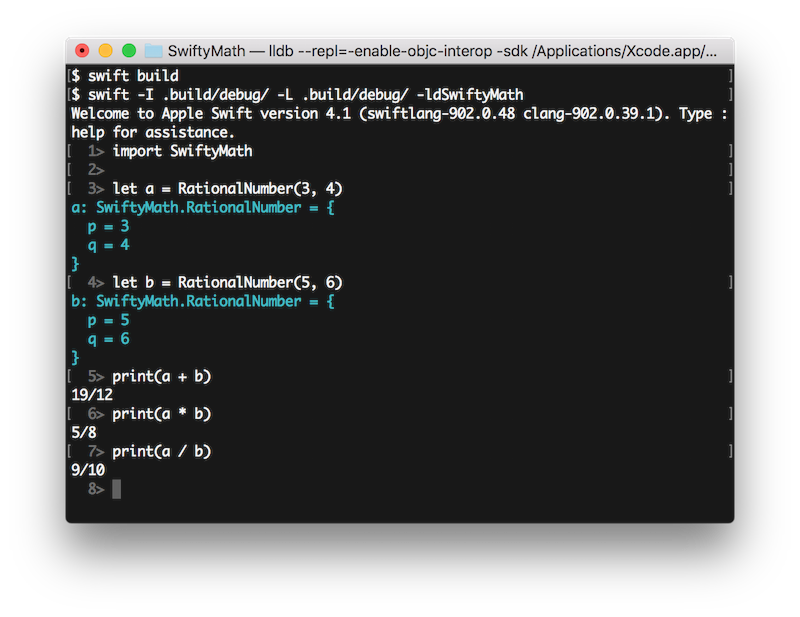 SwiftyMath — lldb --repl=-enable-objc-interop -sdk /Applications/Xcode.app/...
[$ swift build ]
[$ swift -I .build/debug/ -L .build/debug/ -ldSwiftyMath ]
Welcome to Apple Swift version 4.1 (swiftlang-902.0.48 clang-902.0.39.1). Type :
help for assistance.
[  1> import SwiftyMath ]
[  2> ]
[  3> let a = RationalNumber(3, 4) ]
a: SwiftyMath.RationalNumber = {
  p = 3
  q = 4
}
[  4> let b = RationalNumber(5, 6) ]
b: SwiftyMath.RationalNumber = {
  p = 5
  q = 6
}
[  5> print(a + b) ]
19/12
[  6> print(a * b) ]
5/8
[  7> print(a / b) ]
9/10
  8>